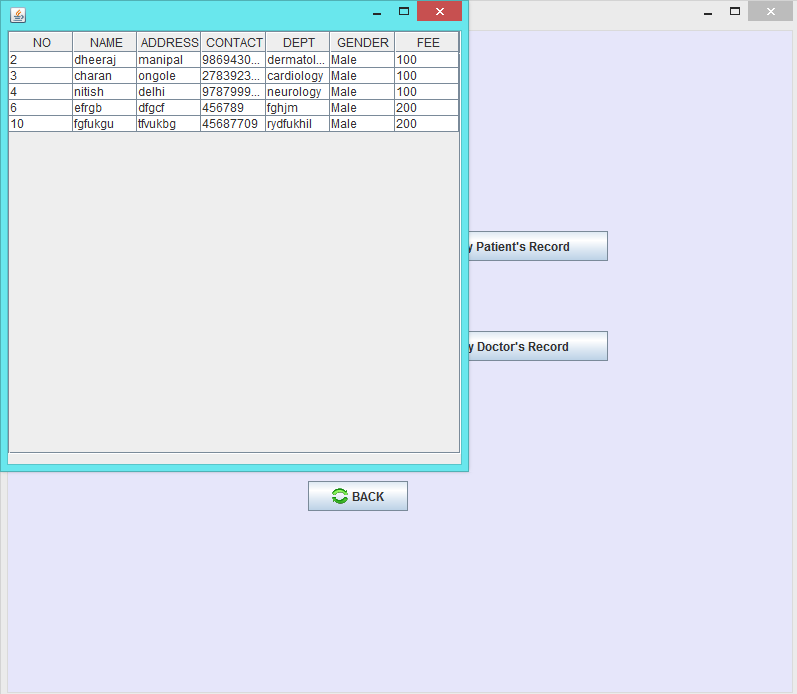 NO NAME ADDRESS CONTACT DEPT GENDER FEE
2 dheeraj manipal 9869430... dermatol... Male 100
3 charan ongole 2783923... cardiology Male 100
4 nitish delhi 9787999... neurology Male 100
6 efrgb dfgcf 456789 fghjm Male 200
10 fgfukgu tfvukbg 45687709 rydfukhil Male 200
y Patient's Record
y Doctor's Record
BACK